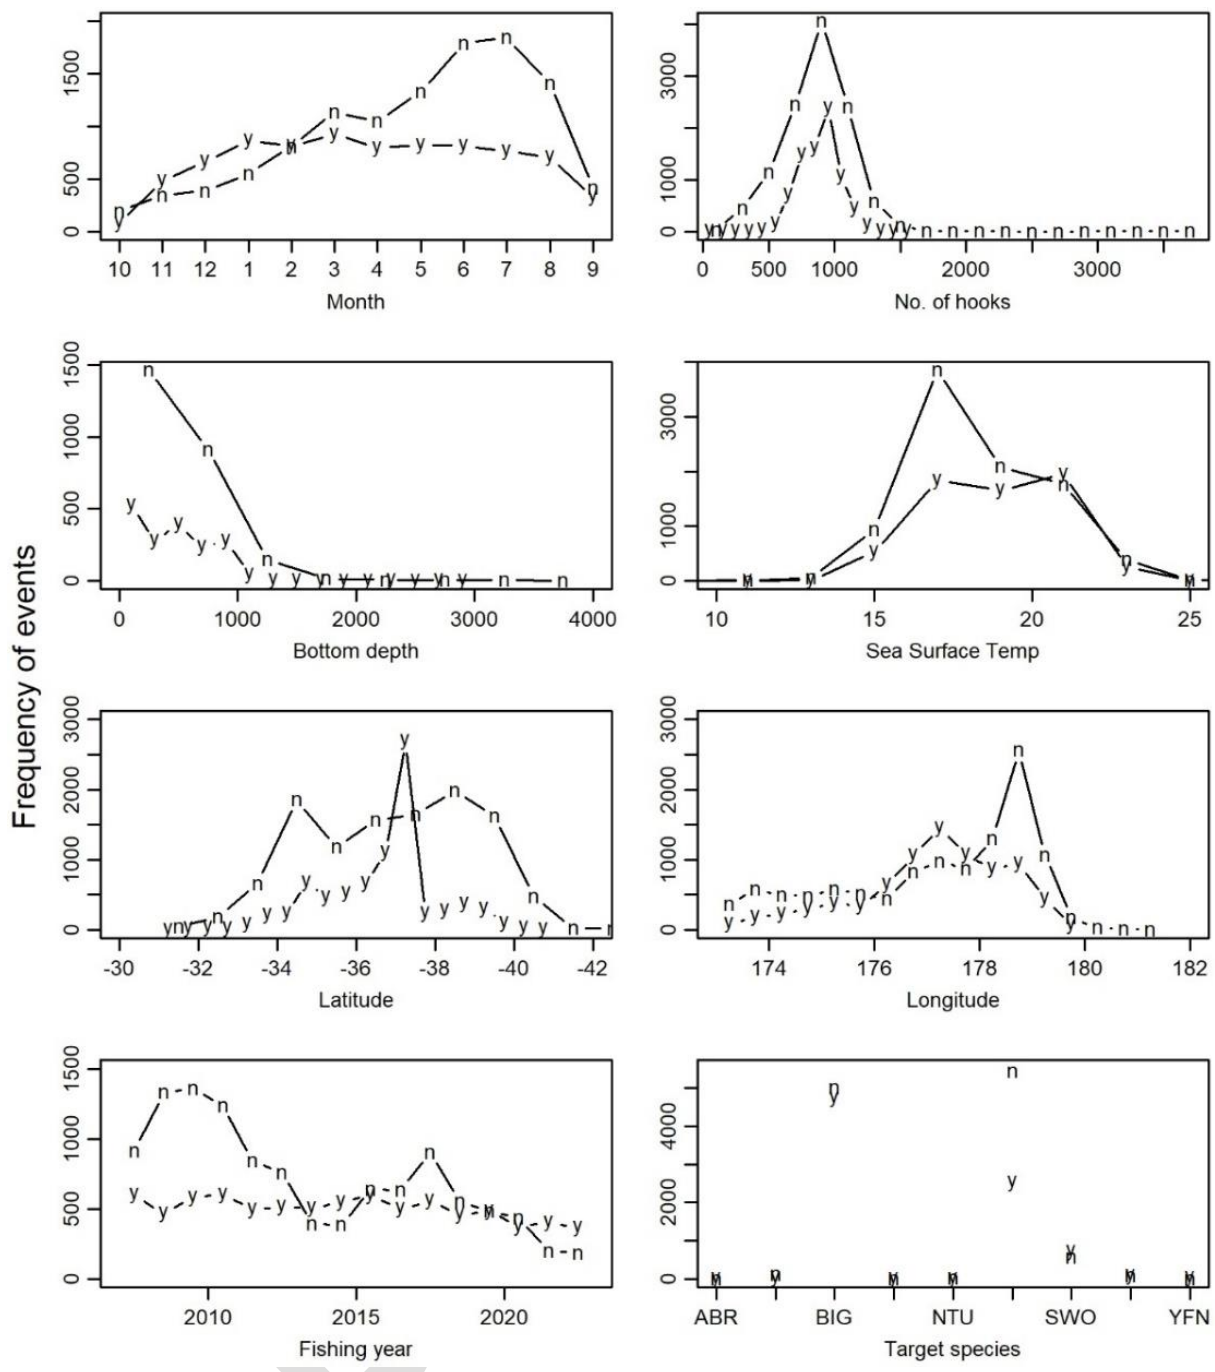 Frequency of events
1500
500
0
10 11 12 1 2 3 4 5 6 7 8 9
Month
3000
1000
0
0 500 1000 2000 3000
No. of hooks
1500
1000
500
0
0 1000 2000 3000 4000
Bottom depth
3000
1000
0
10 15 20 25
Sea Surface Temp
3000
2000
1000
0
-30 -32 -34 -36 -38 -40 -42
Latitude
3000
2000
1000
0
174 176 178 180 182
Longitude
1500
1000
500
0
2010 2015 2020
Fishing year
4000
2000
0
ABR BIG NTU SWO YFN
Target species